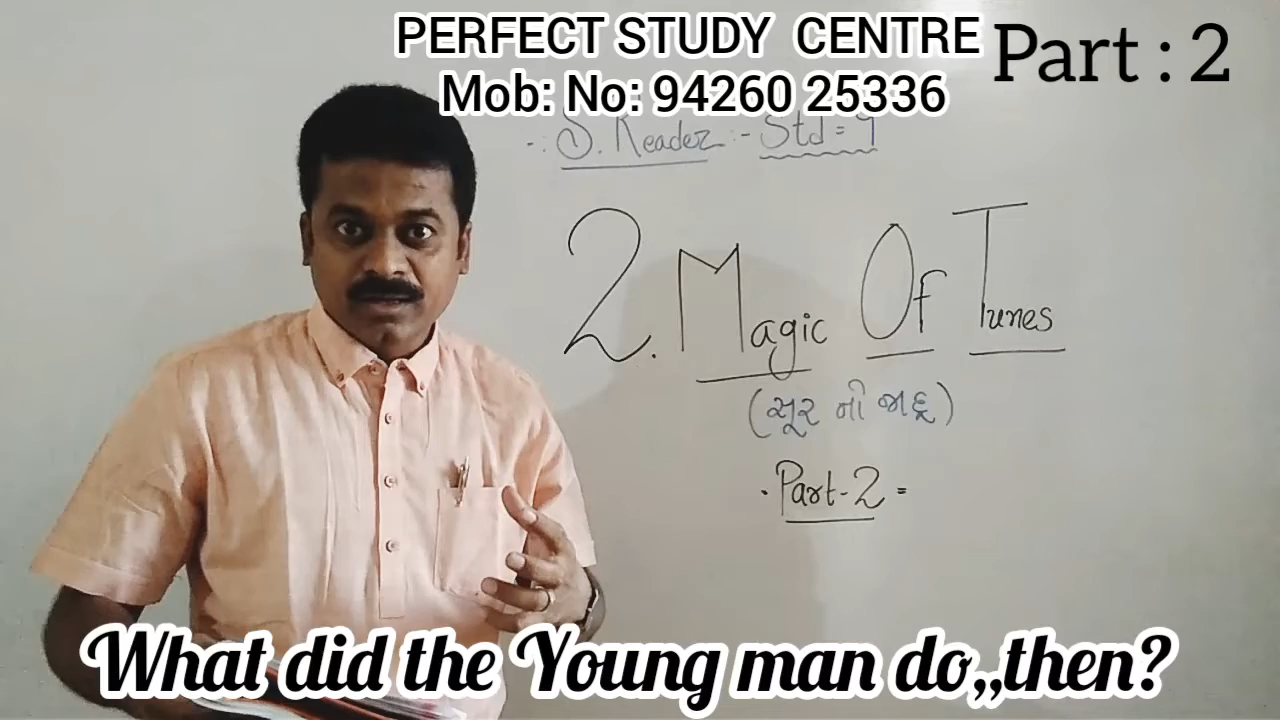 PERFECT STUDY CENTRE
Mob: No: 94260 25336
Part : 2
-: S. Reader :- Std = 9
2. Magic Of Tunes
(સૂર નો જાદૂ)
. Part-2 =
What did the Young man do,,then?